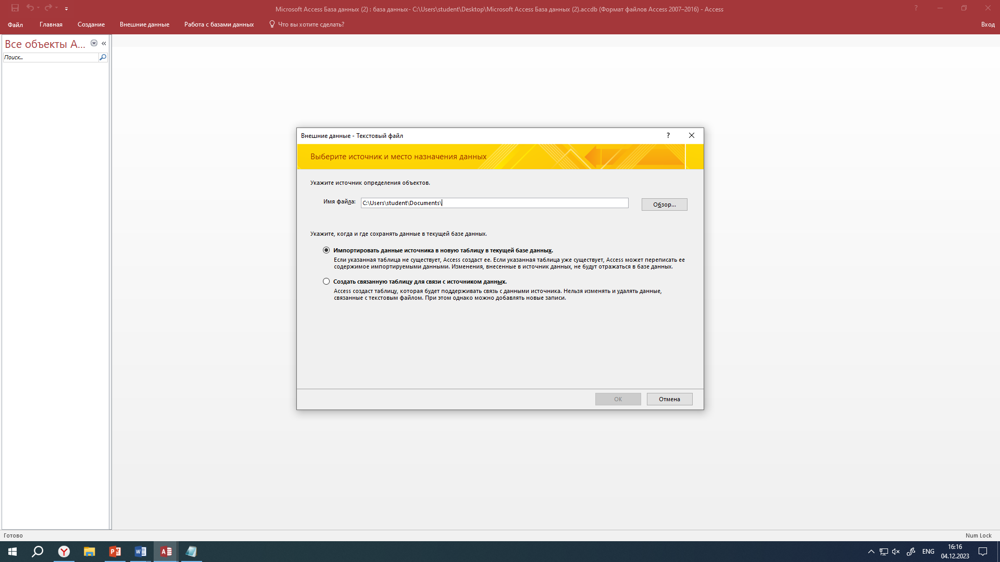 Microsoft Access База данных (2) : база данных- C:\Users\student\Desktop\Microsoft Access База данных (2).accdb (Формат файлов Access 2007–2016) - Access
?
Файл Главная Создание Внешние данные Работа с базами данных Что вы хотите сделать? Вход
Все объекты A... «
Поиск...
Внешние данные - Текстовый файл ?
Выберите источник и место назначения данных
Укажите источник определения объектов.
Имя файла: C:\Users\student\Documents\ Обзор...
Укажите, когда и где сохранять данные в текущей базе данных.
Импортировать данные источника в новую таблицу в текущей базе данных.
Если указанная таблица не существует, Access создаст ее. Если указанная таблица уже существует, Access может переписать ее
содержимое импортируемыми данными. Изменения, внесенные в источник данных, не будут отражаться в базе данных.
Создать связанную таблицу для связи с источником данных.
Access создаст таблицу, которая будет поддерживать связь с данными источника. Нельзя изменять и удалять данные,
связанные с текстовым файлом. При этом однако можно добавлять новые записи.
ОК Отмена
Готово Num Lock
ENG 16:16
04.12.2023